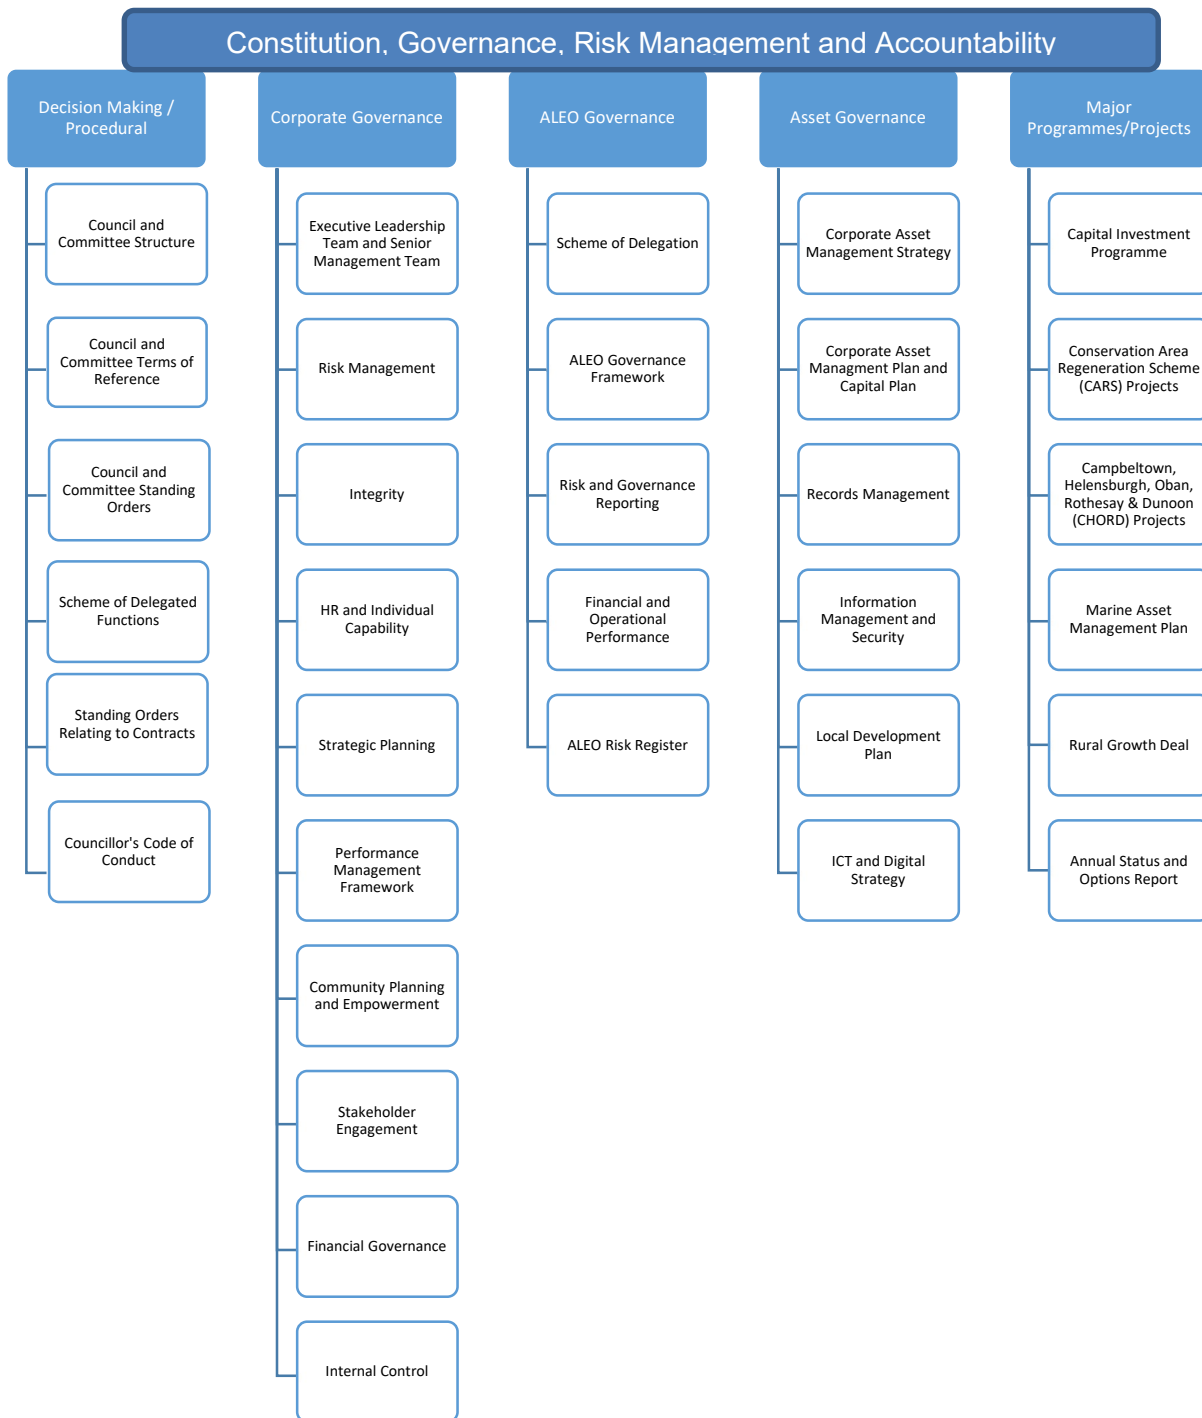 Constitution, Governance, Risk Management and Accountability
Decision Making /
Procedural
Council and
Committee Structure
Council and
Committee Terms of
Reference
Council and
Committee Standing
Orders
Scheme of Delegated
Functions
Standing Orders
Relating to Contracts
Councillor's Code of
Conduct
Corporate Governance
Executive Leadership
Team and Senior
Management Team
Risk Management
Integrity
HR and Individual
Capability
Strategic Planning
Performance
Management
Framework
Community Planning
and Empowerment
Stakeholder
Engagement
Financial Governance
Internal Control
ALEO Governance
Scheme of Delegation
ALEO Governance
Framework
Risk and Governance
Reporting
Financial and
Operational
Performance
ALEO Risk Register
Asset Governance
Corporate Asset
Management Strategy
Corporate Asset
Managment Plan and
Capital Plan
Records Management
Information
Management and
Security
Local Development
Plan
ICT and Digital
Strategy
Major
Programmes/Projects
Capital Investment
Programme
Conservation Area
Regeneration Scheme
(CARS) Projects
Campbeltown,
Helensburgh, Oban,
Rothesay & Dunoon
(CHORD) Projects
Marine Asset
Management Plan
Rural Growth Deal
Annual Status and
Options Report